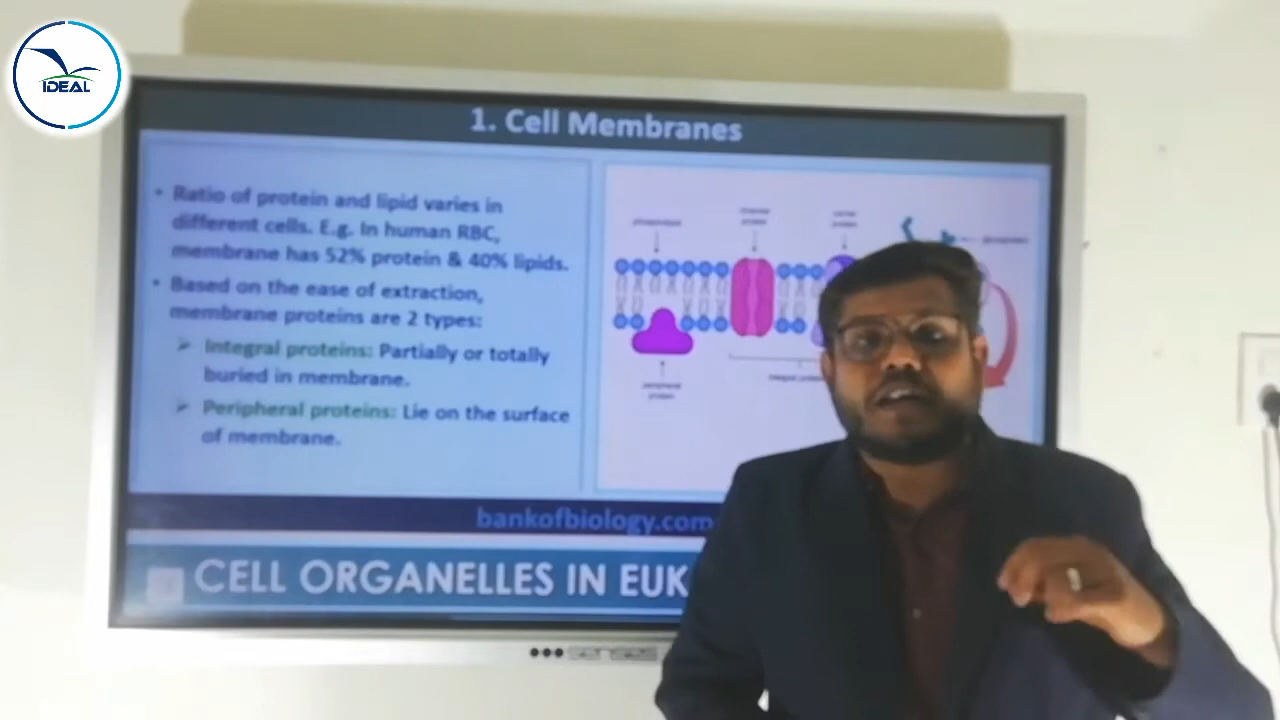 IDEAL
1. Cell Membranes
• Ratio of protein and lipid varies in
different cells. E.g. In human RBC,
membrane has 52% protein & 40% lipids.
• Based on the ease of extraction,
membrane proteins are 2 types:
➢ Integral proteins: Partially or totally
buried in membrane.
➢ Peripheral proteins: Lie on the surface
of membrane.
peripheral
protein
bankofbiology.com
CELL ORGANELLES IN EUK